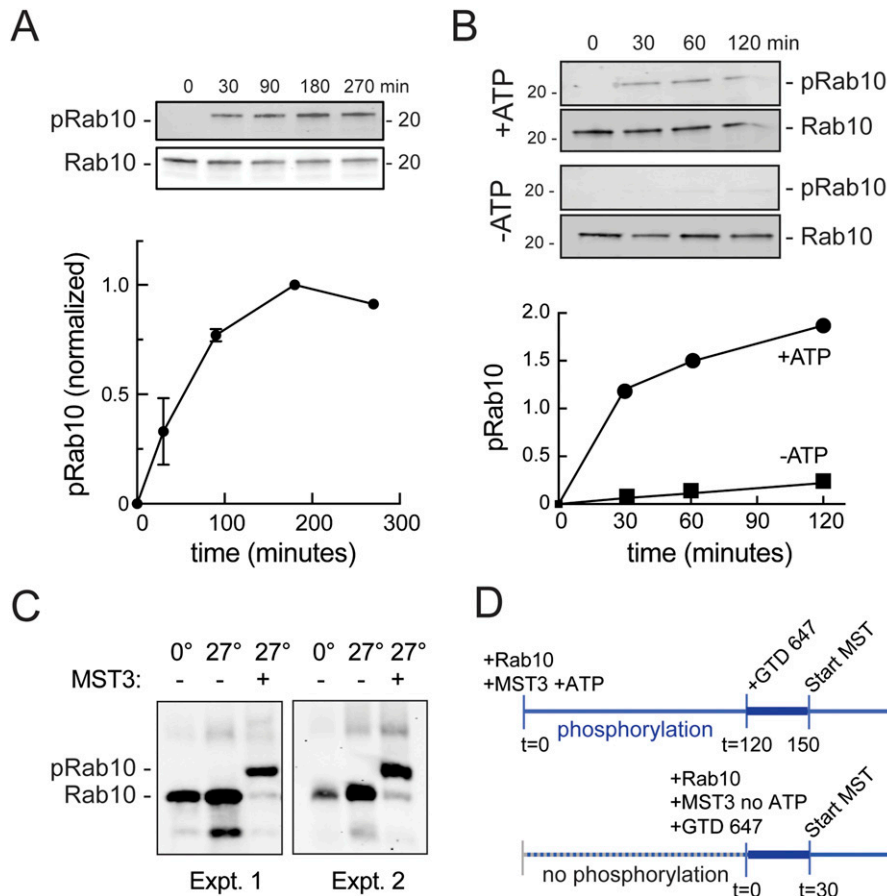 A
0 30 90 180 270 min
pRab10 - - 20
Rab10 - - 20
pRab10 (normalized)
1.0
0.5
0
0 100 200 300
time (minutes)
B
0 30 60 120 min
+ATP
20 - - pRab10
20 - - Rab10
-ATP
20 - - pRab10
20 - - Rab10
pRab10
2.0
1.5
1.0
0.5
0
+ATP
-ATP
0 30 60 90 120
time (minutes)
C
0° 27° 27° 0° 27° 27°
MST3: - - + - - +
pRab10 -
Rab10 -
Expt. 1 Expt. 2
D
+Rab10
+MST3 +ATP
+GTD 647
Start MST
phosphorylation
t=0 t=120 150
+Rab10
+MST3 no ATP
+GTD 647
Start MST
no phosphorylation
t=0 t=30